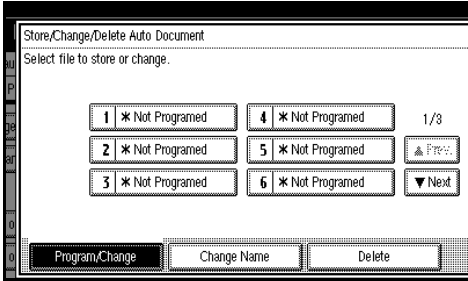 Store/Change/Delete Auto Document
Select file to store or change.
1 * Not Programed 4 * Not Programed 1/3
2 * Not Programed 5 * Not Programed ▲ Prev.
3 * Not Programed 6 * Not Programed ▼ Next
Program/Change Change Name Delete